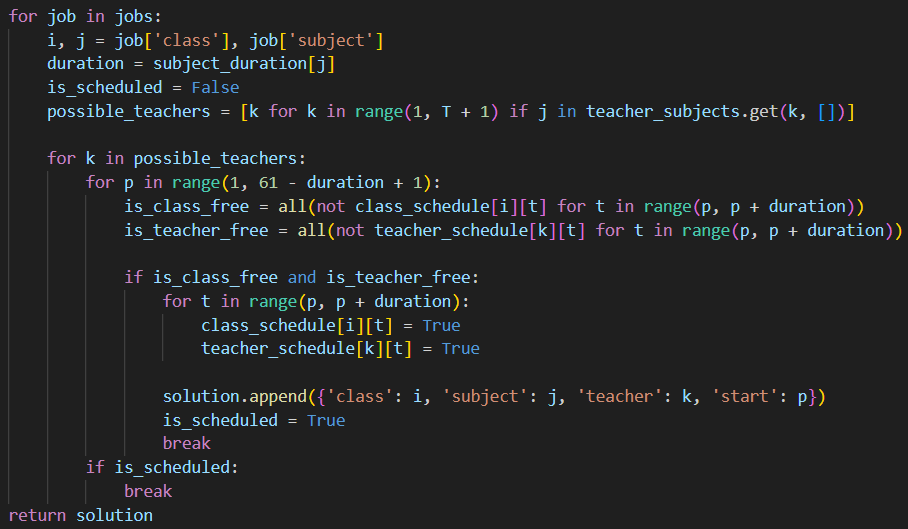 for job in jobs:
    i, j = job['class'], job['subject']
    duration = subject_duration[j]
    is_scheduled = False
    possible_teachers = [k for k in range(1, T + 1) if j in teacher_subjects.get(k, [])]

    for k in possible_teachers:
        for p in range(1, 61 - duration + 1):
            is_class_free = all(not class_schedule[i][t] for t in range(p, p + duration))
            is_teacher_free = all(not teacher_schedule[k][t] for t in range(p, p + duration))

            if is_class_free and is_teacher_free:
                for t in range(p, p + duration):
                    class_schedule[i][t] = True
                    teacher_schedule[k][t] = True

                solution.append({'class': i, 'subject': j, 'teacher': k, 'start': p})
                is_scheduled = True
                break
        if is_scheduled:
            break
return solution